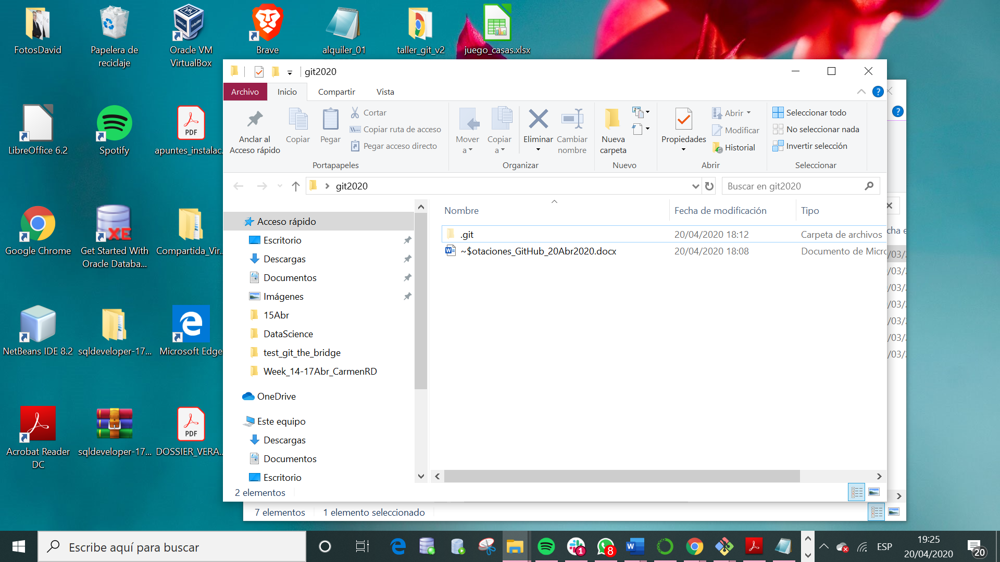 FotosDavid
Papelera de
reciclaje
Oracle VM
VirtualBox
Brave
alquiler_01
taller_git_v2
juego_casas.xlsx
LibreOffice 6.2
Spotify
PDF
apuntes_instalac...
Google Chrome
XE
Get Started With
Oracle Databa...
Compartida_Vir...
NetBeans IDE 8.2
sqldeveloper-17...
Microsoft Edge
Acrobat Reader
DC
sqldeveloper-17...
PDF
DOSSIER_VERA...
git2020
Archivo
Inicio
Compartir
Vista
Anclar al
Acceso rápido
Copiar
Pegar
Cortar
Copiar ruta de acceso
Pegar acceso directo
Portapapeles
Mover
a
Copiar
a
Eliminar
Cambiar
nombre
Organizar
Nueva
carpeta
Nuevo
Propiedades
Abrir
Modificar
Historial
Abrir
Seleccionar todo
No seleccionar nada
Invertir selección
Seleccionar
git2020
Buscar en git2020
Acceso rápido
Escritorio
Descargas
Documentos
Imágenes
15Abr
DataScience
test_git_the_bridge
Week_14-17Abr_CarmenRD
OneDrive
Este equipo
Descargas
Documentos
Escritorio
Nombre Fecha de modificación Tipo
.git 20/04/2020 18:12 Carpeta de archivos
~$otaciones_GitHub_20Abr2020.docx 20/04/2020 18:08 Documento de Micro
2 elementos
cha e
/03/
/03/
/03/
/03/
/03/
/03/
/03/
7 elementos 1 elemento seleccionado
Escribe aquí para buscar
1
8
ESP
19:25
20/04/2020
20